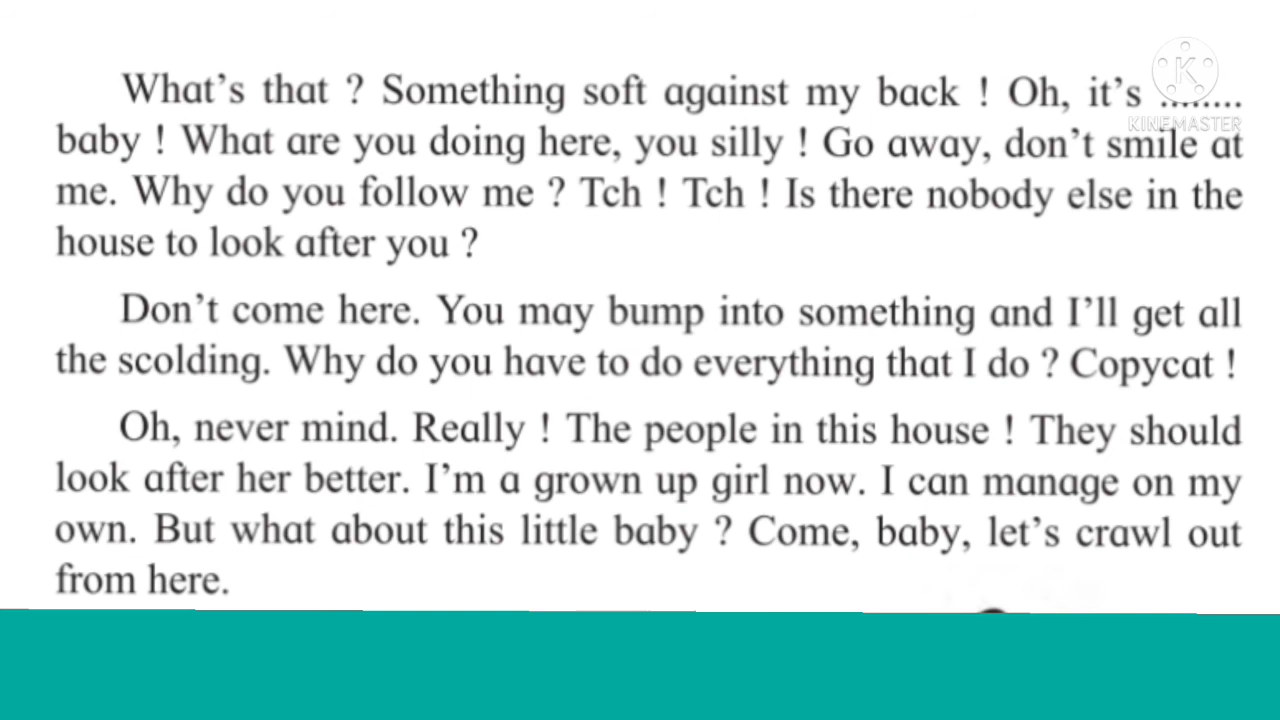 What's that ? Something soft against my back ! Oh, it's ........
baby ! What are you doing here, you silly ! Go away, don't smile at
me. Why do you follow me ? Tch ! Tch ! Is there nobody else in the
house to look after you ?
Don't come here. You may bump into something and I'll get all
the scolding. Why do you have to do everything that I do ? Copycat !
Oh, never mind. Really ! The people in this house ! They should
look after her better. I'm a grown up girl now. I can manage on my
own. But what about this little baby ? Come, baby, let's crawl out
from here.
K
KINEMASTER